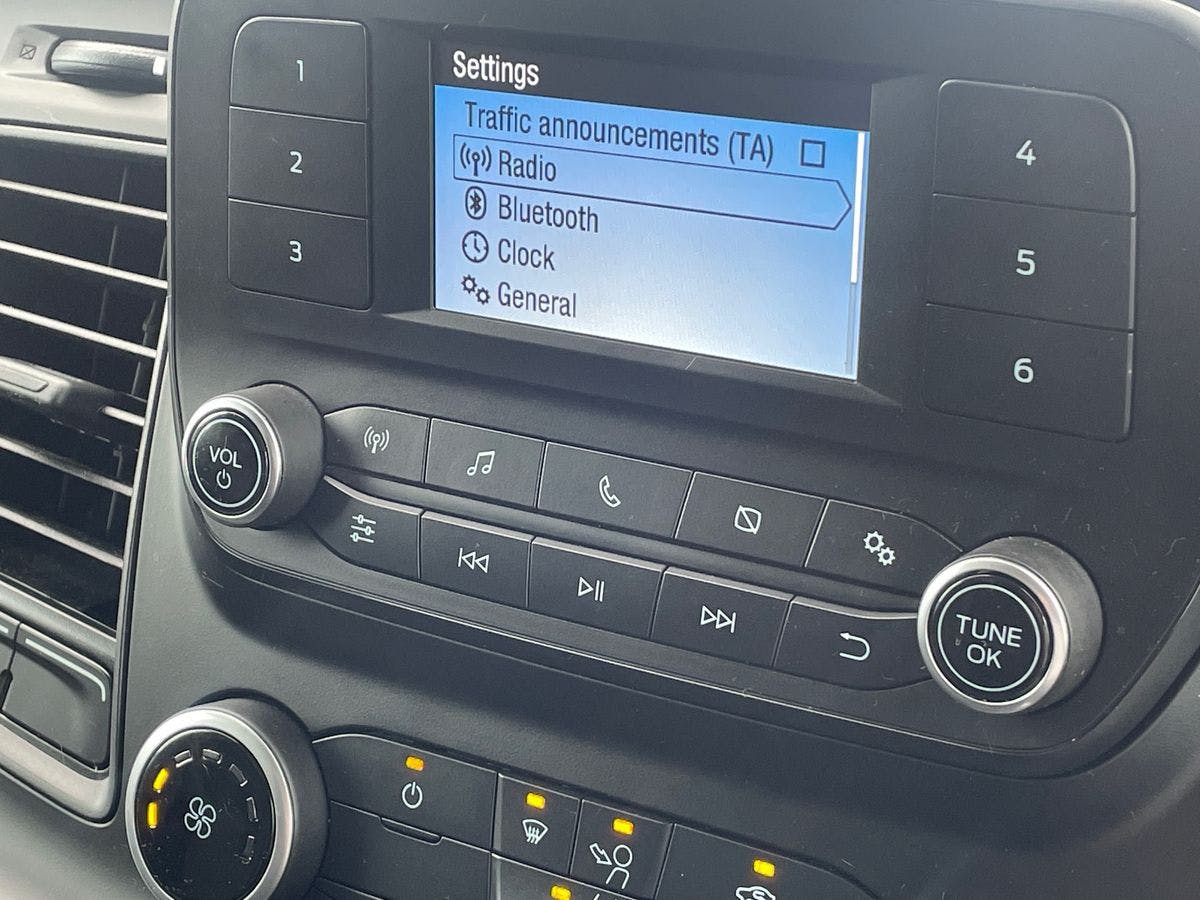 1
2
3
Settings
Traffic announcements (TA)
Radio
Bluetooth
Clock
General
4
5
6
VOL
TUNE
OK